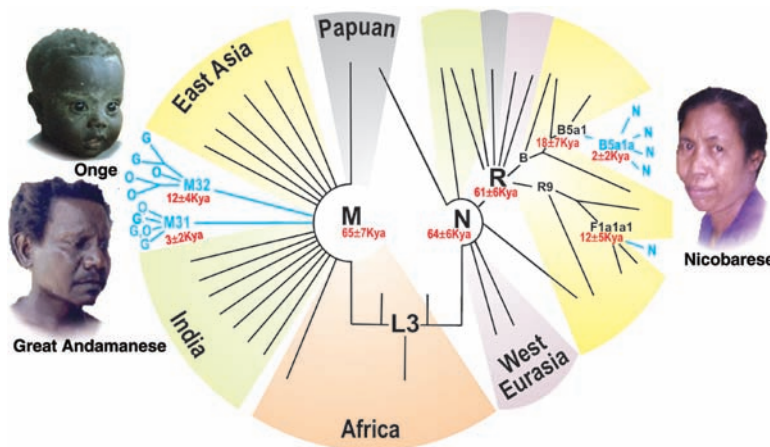 Papuan
East Asia
Onge
G
G
O
O
O
O
M32
12±4Kya
O
G
O
G
G
M31
3±2Kya
Great Andamanese
India
M
65±7Kya
N
64±6Kya
R
61±6Kya
B
B5a1
18±7Kya
B5a1a
2±2Kya
N
N
N
N
R9
F1a1a1
12±5Kya
N
Nicobarese
L3
West
Eurasia
Africa